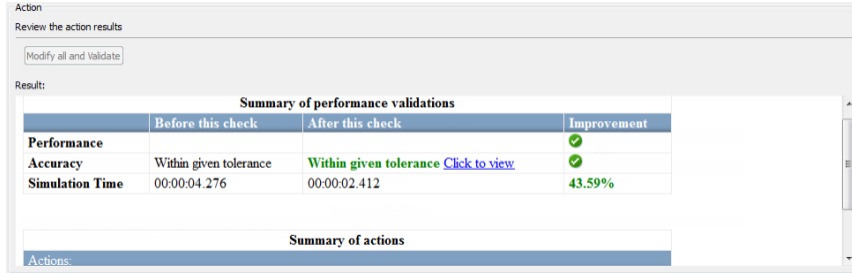 Action
Review the action results
Modify all and Validate
Result:
Summary of performance validations
Before this check After this check Improvement
Performance
Accuracy Within given tolerance Within given tolerance Click to view
Simulation Time 00:00:04.276 00:00:02.412 43.59%
Summary of actions
Actions: